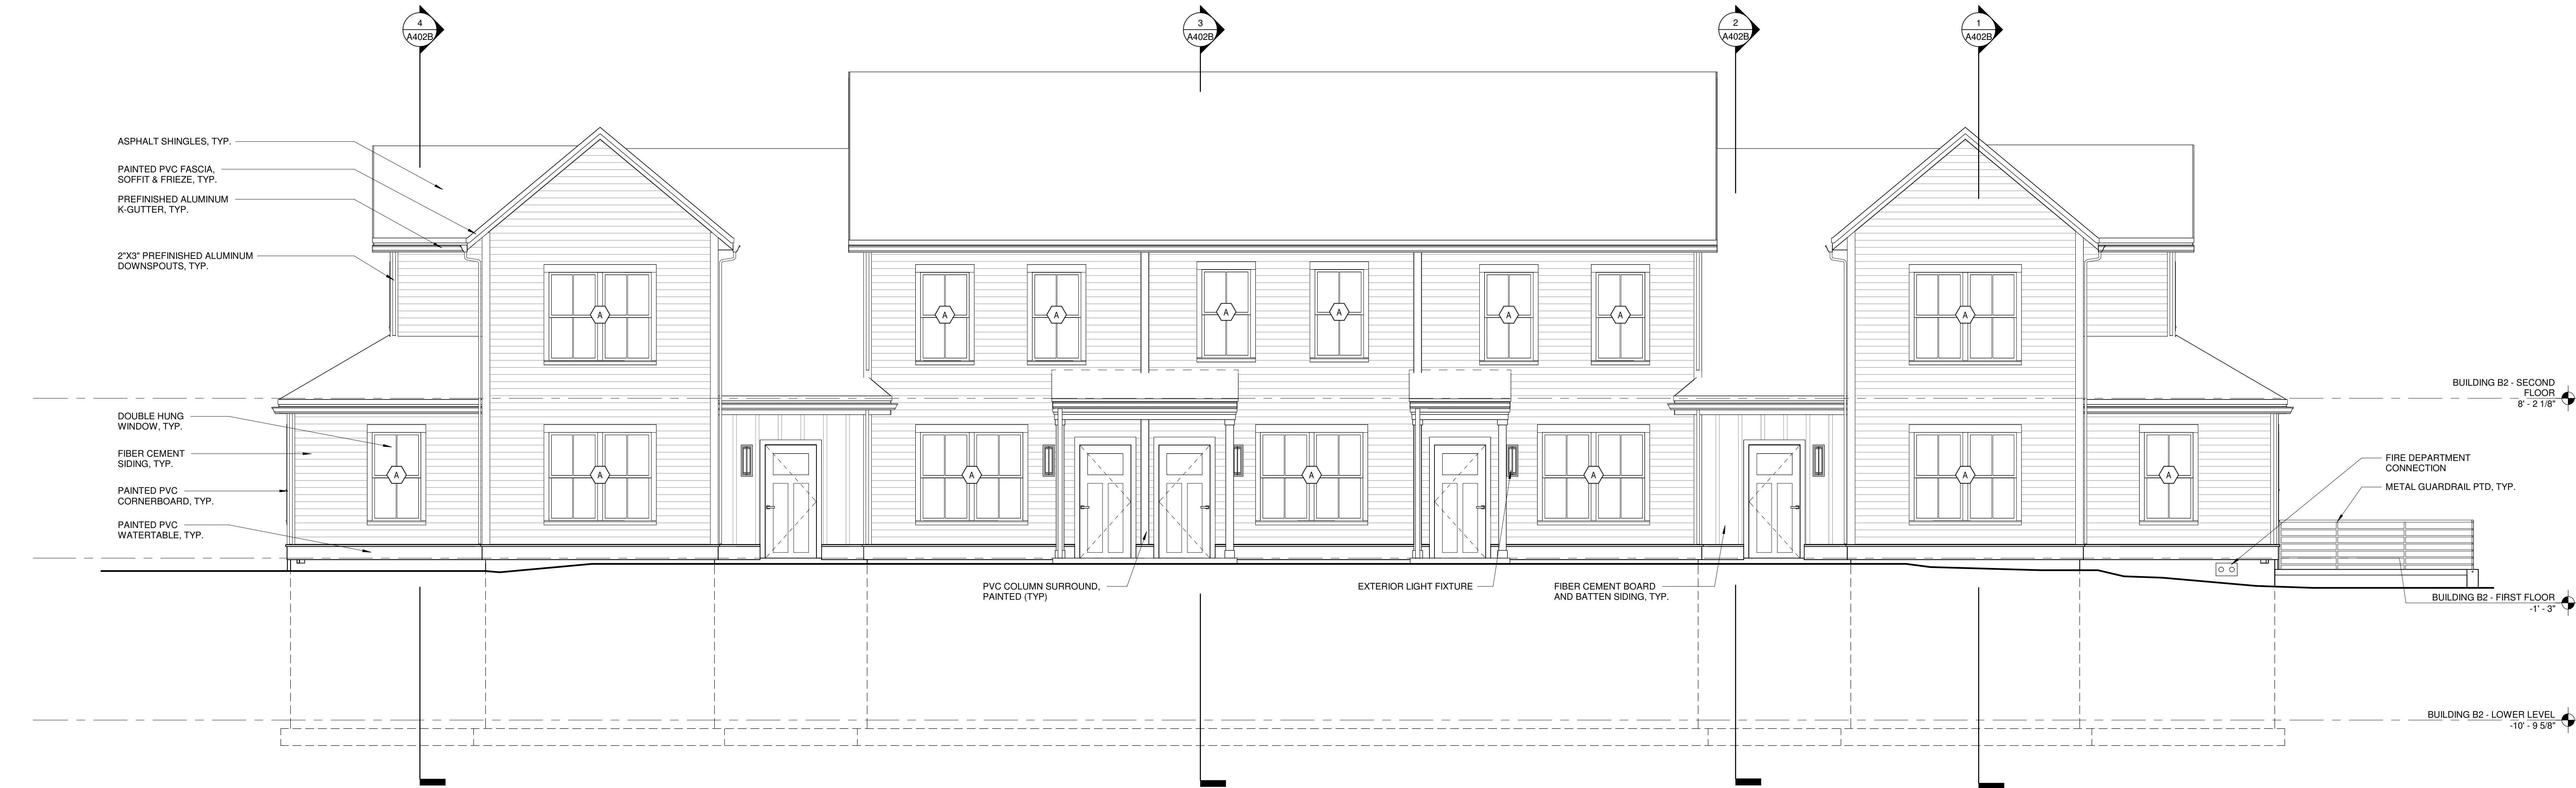 4
A402B
3
A402B
2
A402B
1
A402B
ASPHALT SHINGLES, TYP.
PAINTED PVC FASCIA,
SOFFIT & FRIEZE, TYP.
PREFINISHED ALUMINUM
K-GUTTER, TYP.
2"X3" PREFINISHED ALUMINUM
DOWNSPOUTS, TYP.
A
A
A
A
A
A
A
A
BUILDING B2 - SECOND
FLOOR
8' - 2 1/8"
DOUBLE HUNG
WINDOW, TYP.
FIBER CEMENT
SIDING, TYP.
PAINTED PVC
CORNERBOARD, TYP.
PAINTED PVC
WATERTABLE, TYP.
A
A
A
A
A
A
A
FIRE DEPARTMENT
CONNECTION
METAL GUARDRAIL PTD, TYP.
PVC COLUMN SURROUND,
PAINTED (TYP)
EXTERIOR LIGHT FIXTURE
FIBER CEMENT BOARD
AND BATTEN SIDING, TYP.
BUILDING B2 - FIRST FLOOR
-1' - 3"
BUILDING B2 - LOWER LEVEL
-10' - 9 5/8"